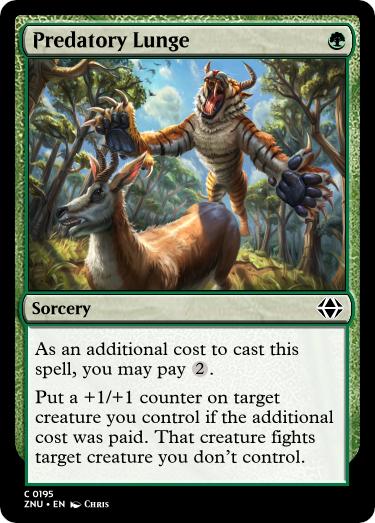 Predatory Lunge
Sorcery
As an additional cost to cast this
spell, you may pay 2.
Put a +1/+1 counter on target
creature you control if the additional
cost was paid. That creature fights
target creature you don't control.
C 0195
ZNU • EN Chris